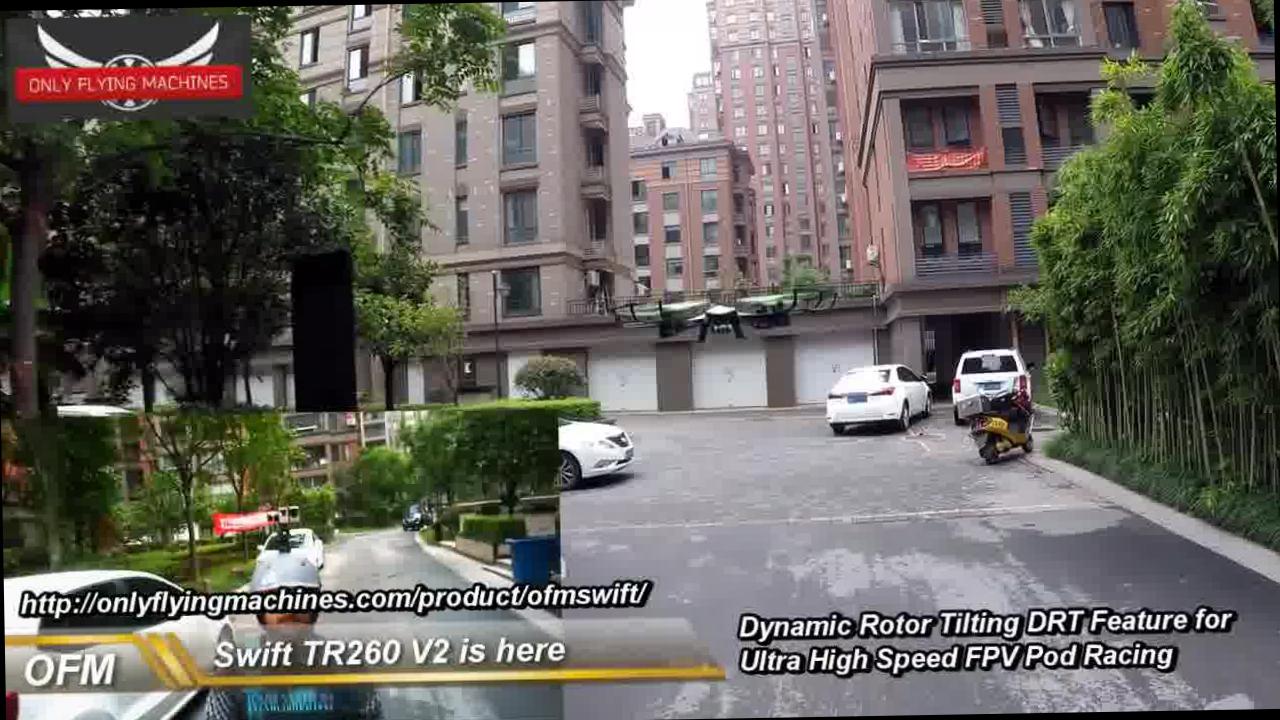 ONLY FLYING MACHINES
http://onlyflyingmachines.com/product/ofmswift/
OFM
Swift TR260 V2 is here
Dynamic Rotor Tilting DRT Feature for
Ultra High Speed FPV Pod Racing